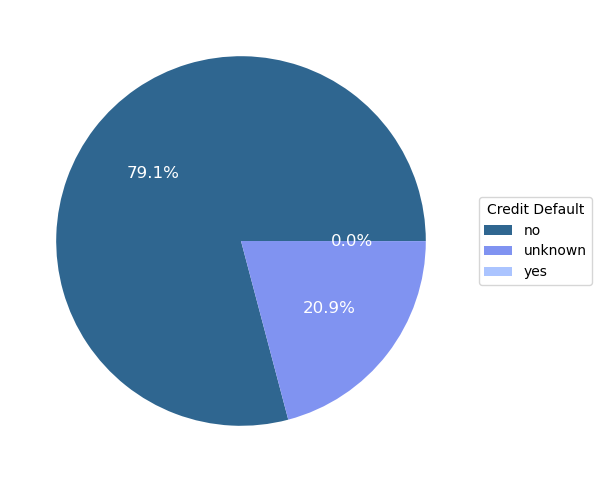 79.1%
0.0%
20.9%
Credit Default
no
unknown
yes